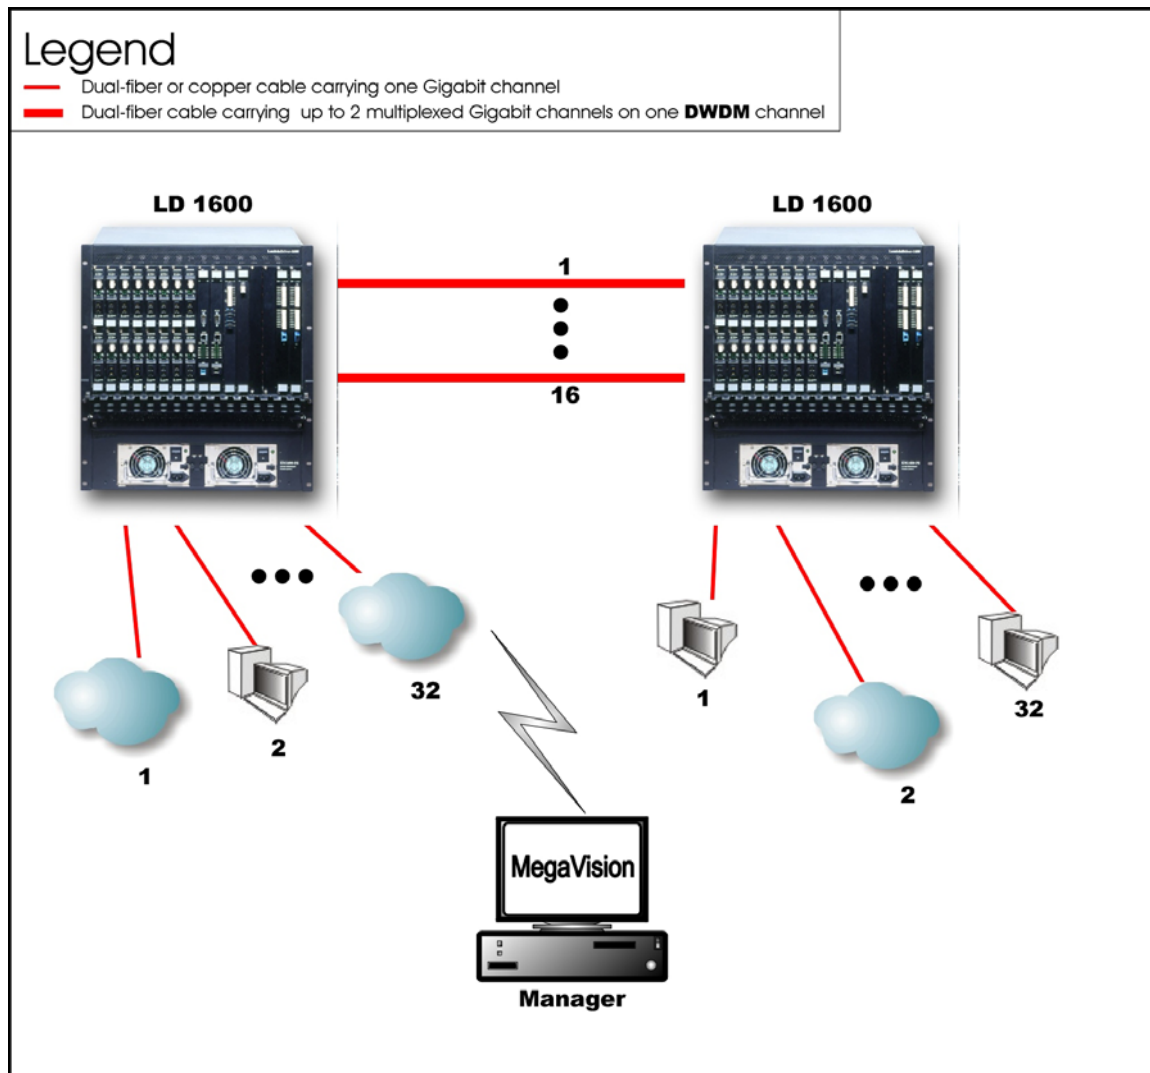 Legend
Dual-fiber or copper cable carrying one Gigabit channel
Dual-fiber cable carrying up to 2 multiplexed Gigabit channels on one DWDM channel
LD 1600
LD 1600
1
16
32
1
32
2
1
2
MegaVision
Manager